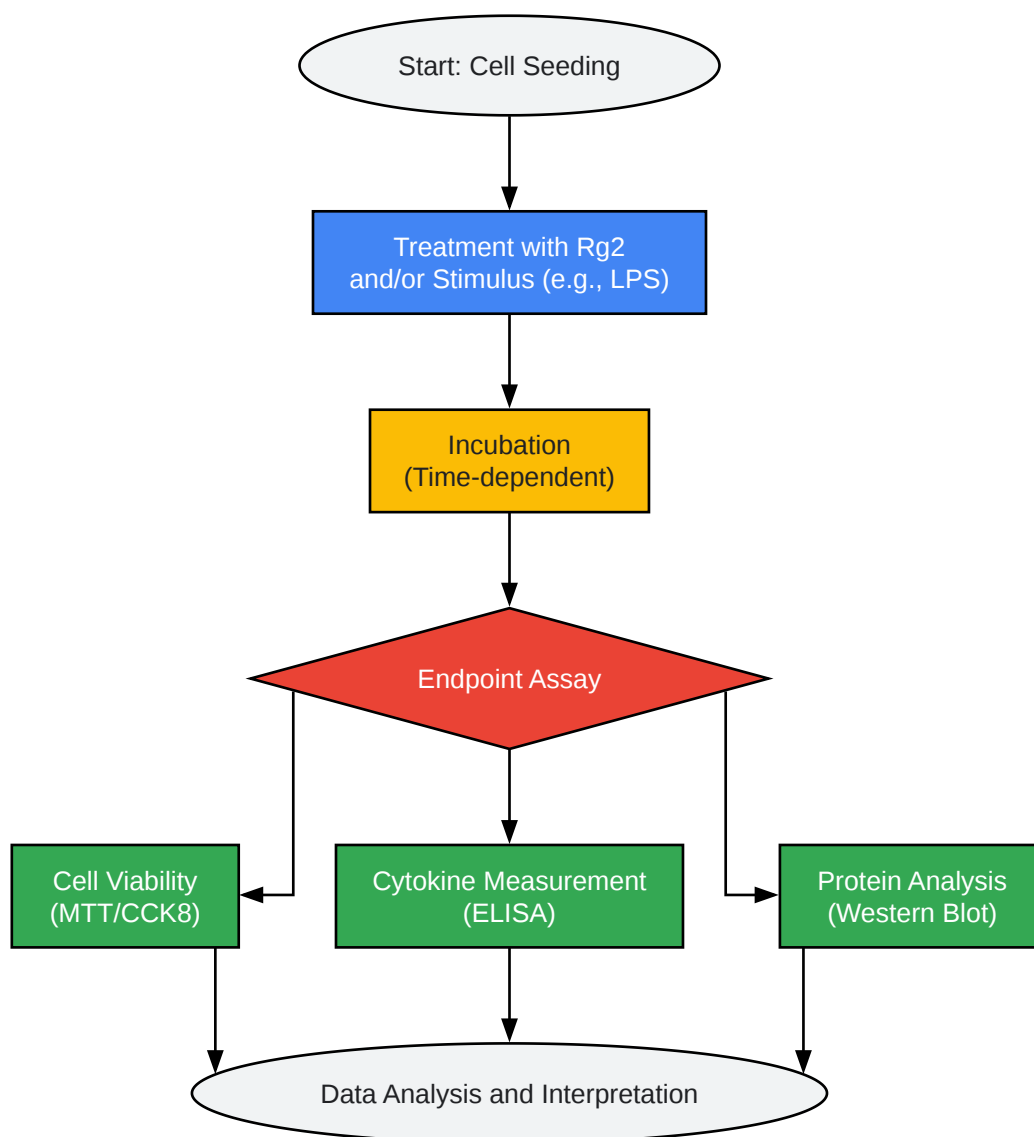 Start: Cell Seeding
Treatment with Rg2
and/or Stimulus (e.g., LPS)
Incubation
(Time-dependent)
Endpoint Assay
Cell Viability
(MTT/CCK8)
Cytokine Measurement
(ELISA)
Protein Analysis
(Western Blot)
Data Analysis and Interpretation